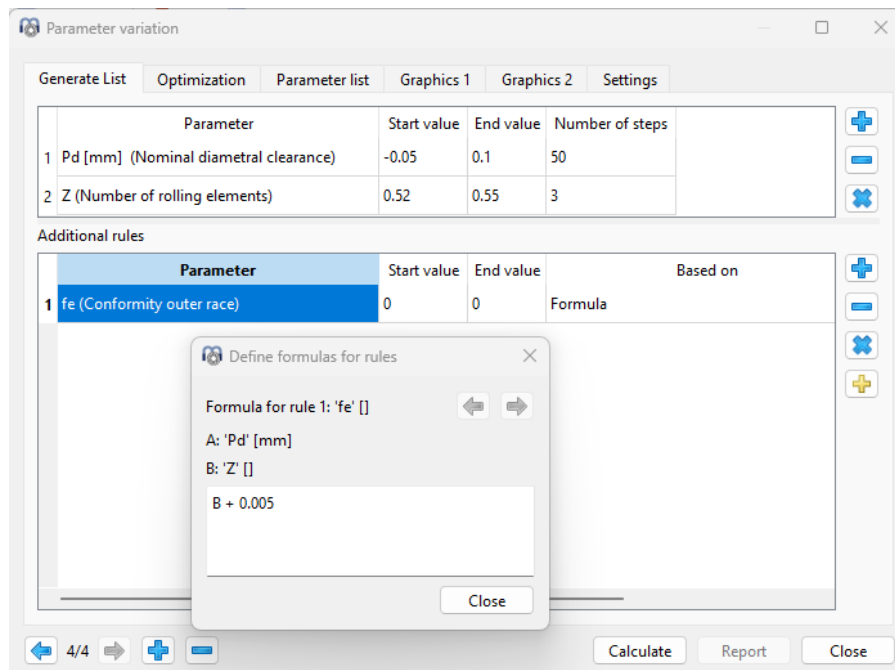 Parameter variation
Generate List Optimization Parameter list Graphics 1 Graphics 2 Settings
Parameter Start value End value Number of steps
1 Pd [mm] (Nominal diametral clearance) -0.05 0.1 50
2 Z (Number of rolling elements) 0.52 0.55 3
Additional rules
Parameter Start value End value Based on
1 fe (Conformity outer race) 0 0 Formula
Define formulas for rules
Formula for rule 1: 'fe' []
A: 'Pd' [mm]
B: 'Z' []
B + 0.005
Close
4/4 Calculate Report Close